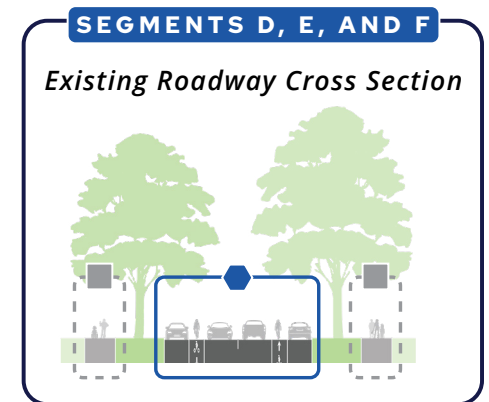 SEGMENTS D, E, AND F
Existing Roadway Cross Section